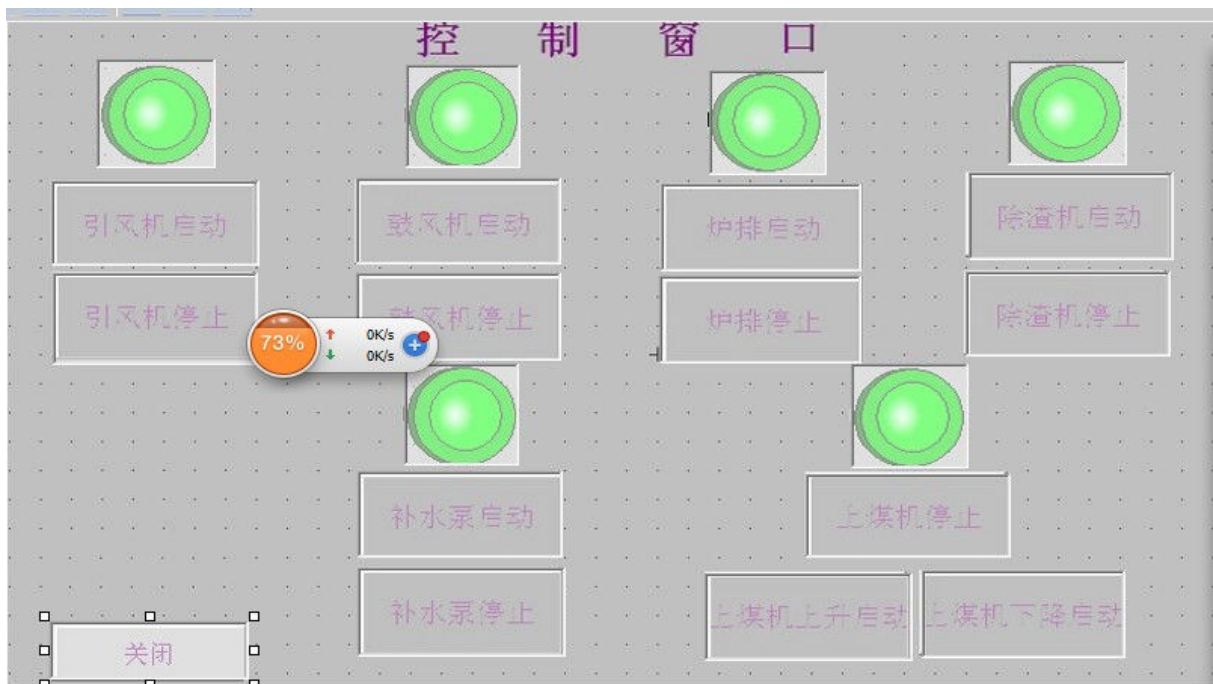 控制窗口
引风机启动
鼓风机启动
炉排启动
除渣机启动
引风机停止
鼓风机停止
炉排停止
除渣机停止
73%
0K/s
0K/s
补水泵启动
上煤机停止
补水泵停止
上煤机上升启动
上煤机下降启动
关闭